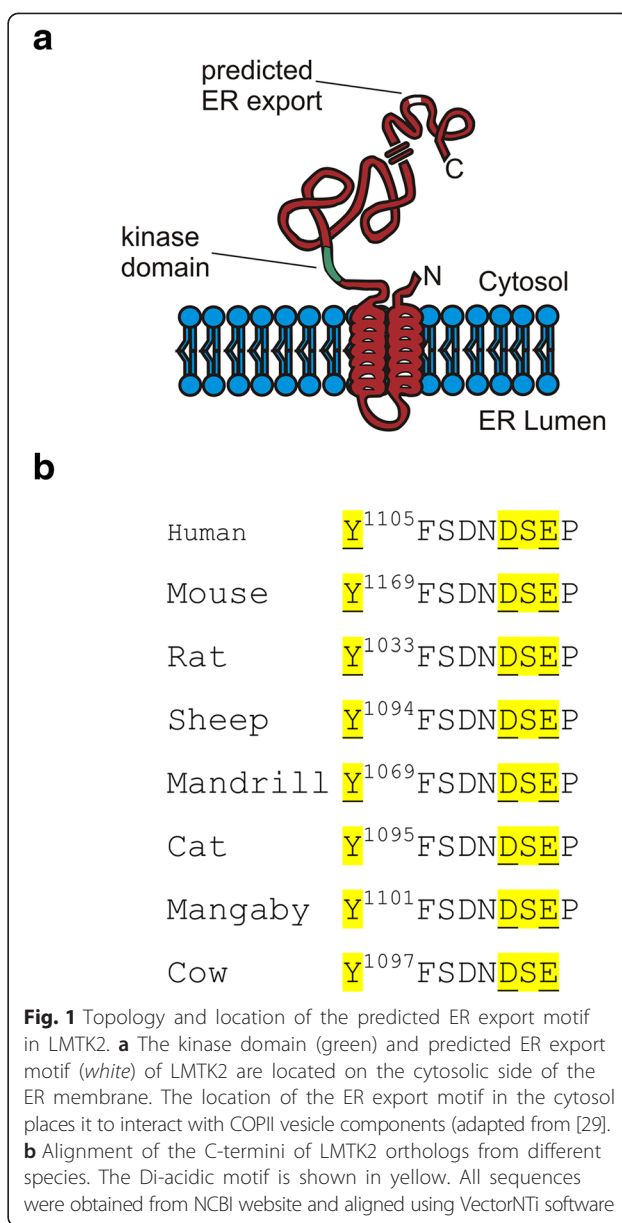 a
predicted
ER export
C
kinase
domain
N
Cytosol
ER Lumen
b
Human Y1105FSDNDSEP
Mouse Y1169FSDNDSEP
Rat Y1033FSDNDSEP
Sheep Y1094FSDNDSEP
Mandrill Y1069FSDNDSEP
Cat Y1095FSDNDSEP
Mangaby Y1101FSDNDSEP
Cow Y1097FSDNDSE
Fig. 1 Topology and location of the predicted ER export motif
in LMTK2. a The kinase domain (green) and predicted ER export
motif (white) of LMTK2 are located on the cytosolic side of the
ER membrane. The location of the ER export motif in the cytosol
places it to interact with COPII vesicle components (adapted from [29].
b Alignment of the C-termini of LMTK2 orthologs from different
species. The Di-acidic motif is shown in yellow. All sequences
were obtained from NCBI website and aligned using VectorNTi software